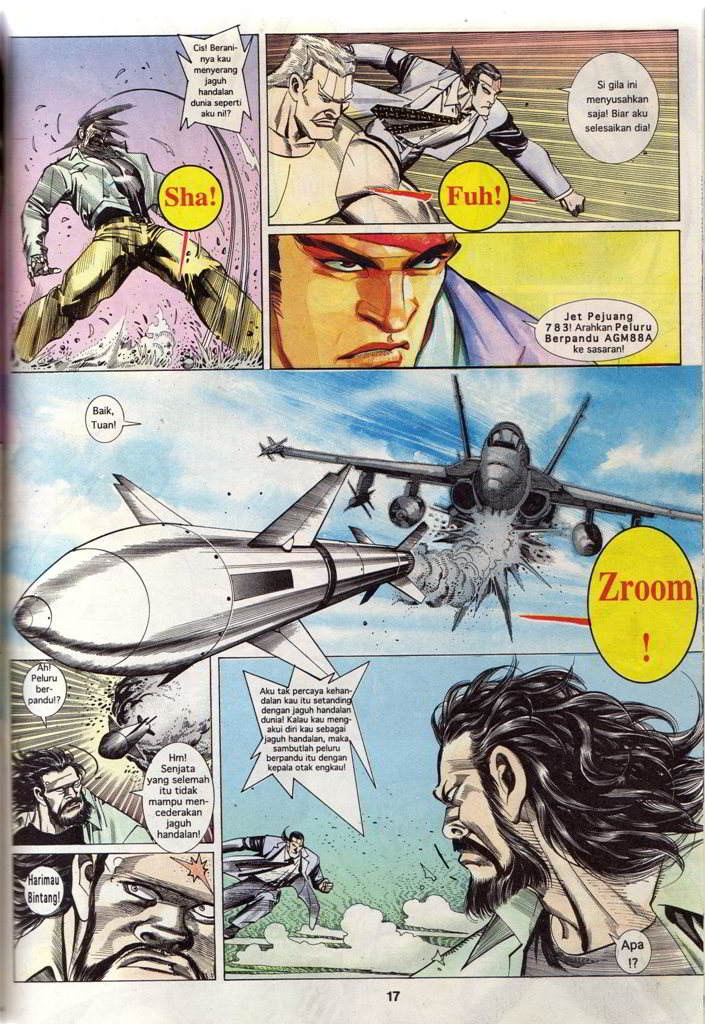 Cis! Berani-
nya kau
menyerang
jaguh
handalan
dunia seperti
aku ni!?
Sha!
Si gila ini
menyusahkan
saja! Biar aku
selesaikan dia!
Fuh!
Jet Pejuang
783! Arahkan Peluru
Berpandu AGM88A
ke sasaran!
Baik,
Tuan!
Zroom
!
Ah!
Peluru
ber-
pandu!?
Hm!
Senjata
yang selemah
itu tidak
mampu men-
cederakan
jaguh
handalan!
Aku tak percaya kehan-
dalan kau itu setanding
dengan jaguh handalan
dunia! Kalau kau meng-
akui diri kau sebagai
jaguh handalan, maka
sambutlah peluru
berpandu itu dengan
kepala otak engkau!
Harimau
Bintang!
Apa
!?
17